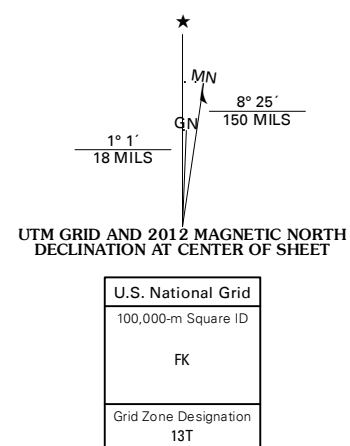 ★
MN
8° 25´
150 MILS
GN
1° 1´
18 MILS
UTM GRID AND 2012 MAGNETIC NORTH
DECLINATION AT CENTER OF SHEET
U.S. National Grid
100,000-m Square ID
FK
Grid Zone Designation
13T